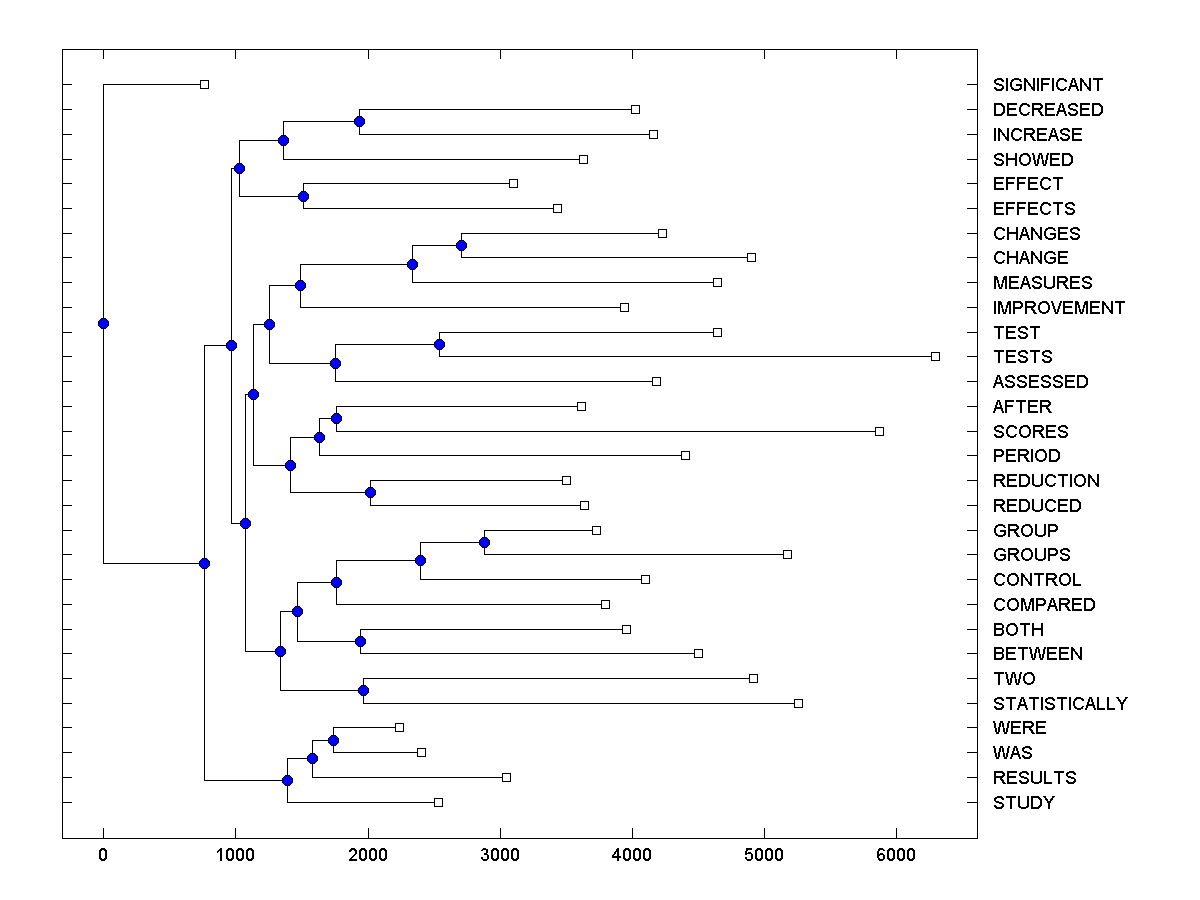 SIGNIFICANT
DECREASED
INCREASE
SHOWED
EFFECT
EFFECTS
CHANGES
CHANGE
MEASURES
IMPROVEMENT
TEST
TESTS
ASSESSED
AFTER
SCORES
PERIOD
REDUCTION
REDUCED
GROUP
GROUPS
CONTROL
COMPARED
BOTH
BETWEEN
TWO
STATISTICALLY
WERE
WAS
RESULTS
STUDY
0 1000 2000 3000 4000 5000 6000